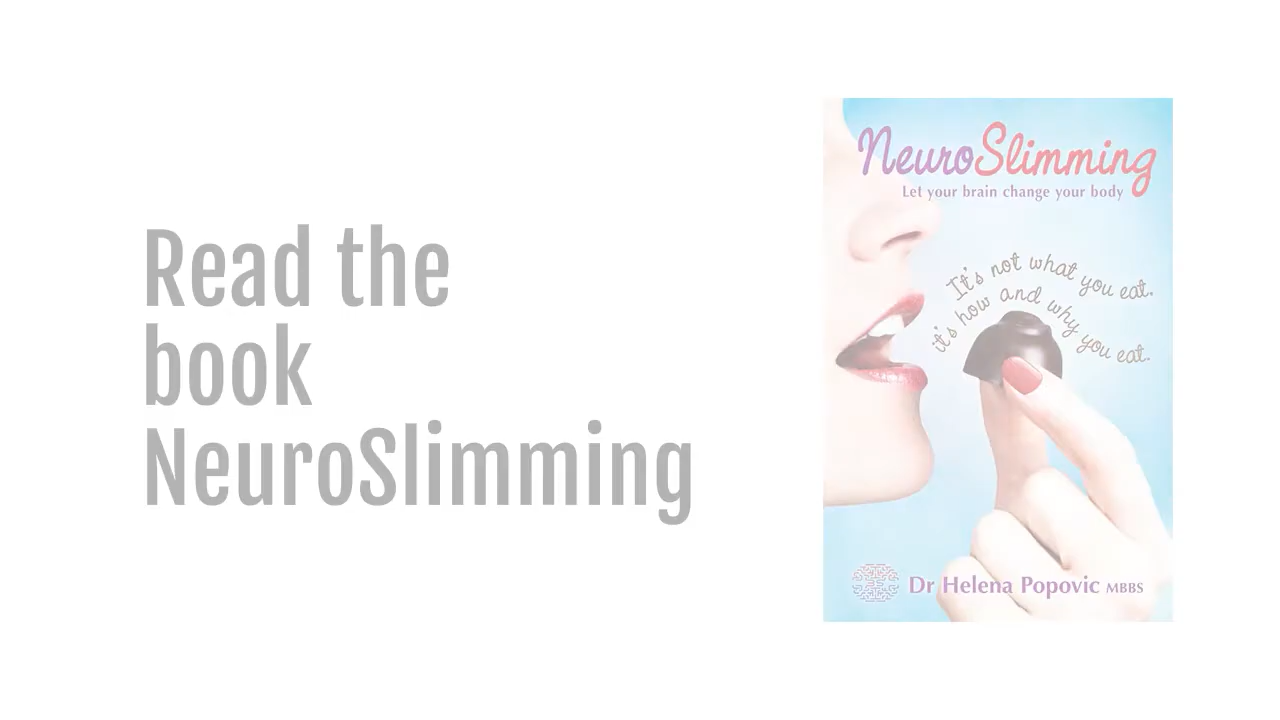 Read the
book
NeuroSlimming
NeuroSlimming
Let your brain change your body
It's not what you eat.
it's how and why you eat.
Dr Helena Popovic MBBS